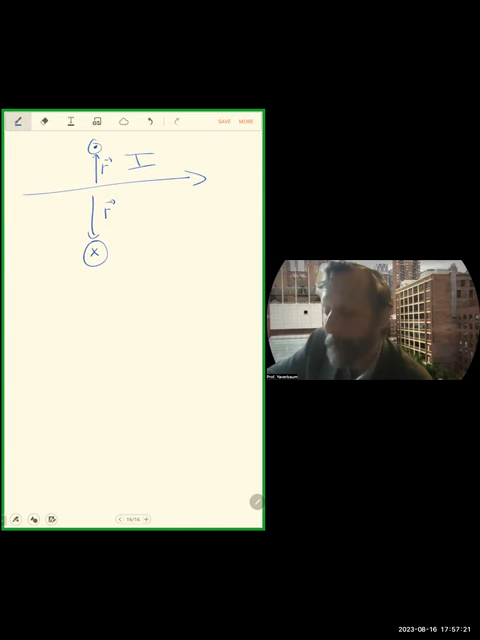 T
SAVE
MORE
r⃗
I
r⃗
x
16/16
Prof. Yaverbaum
2023-08-16 17:57:21